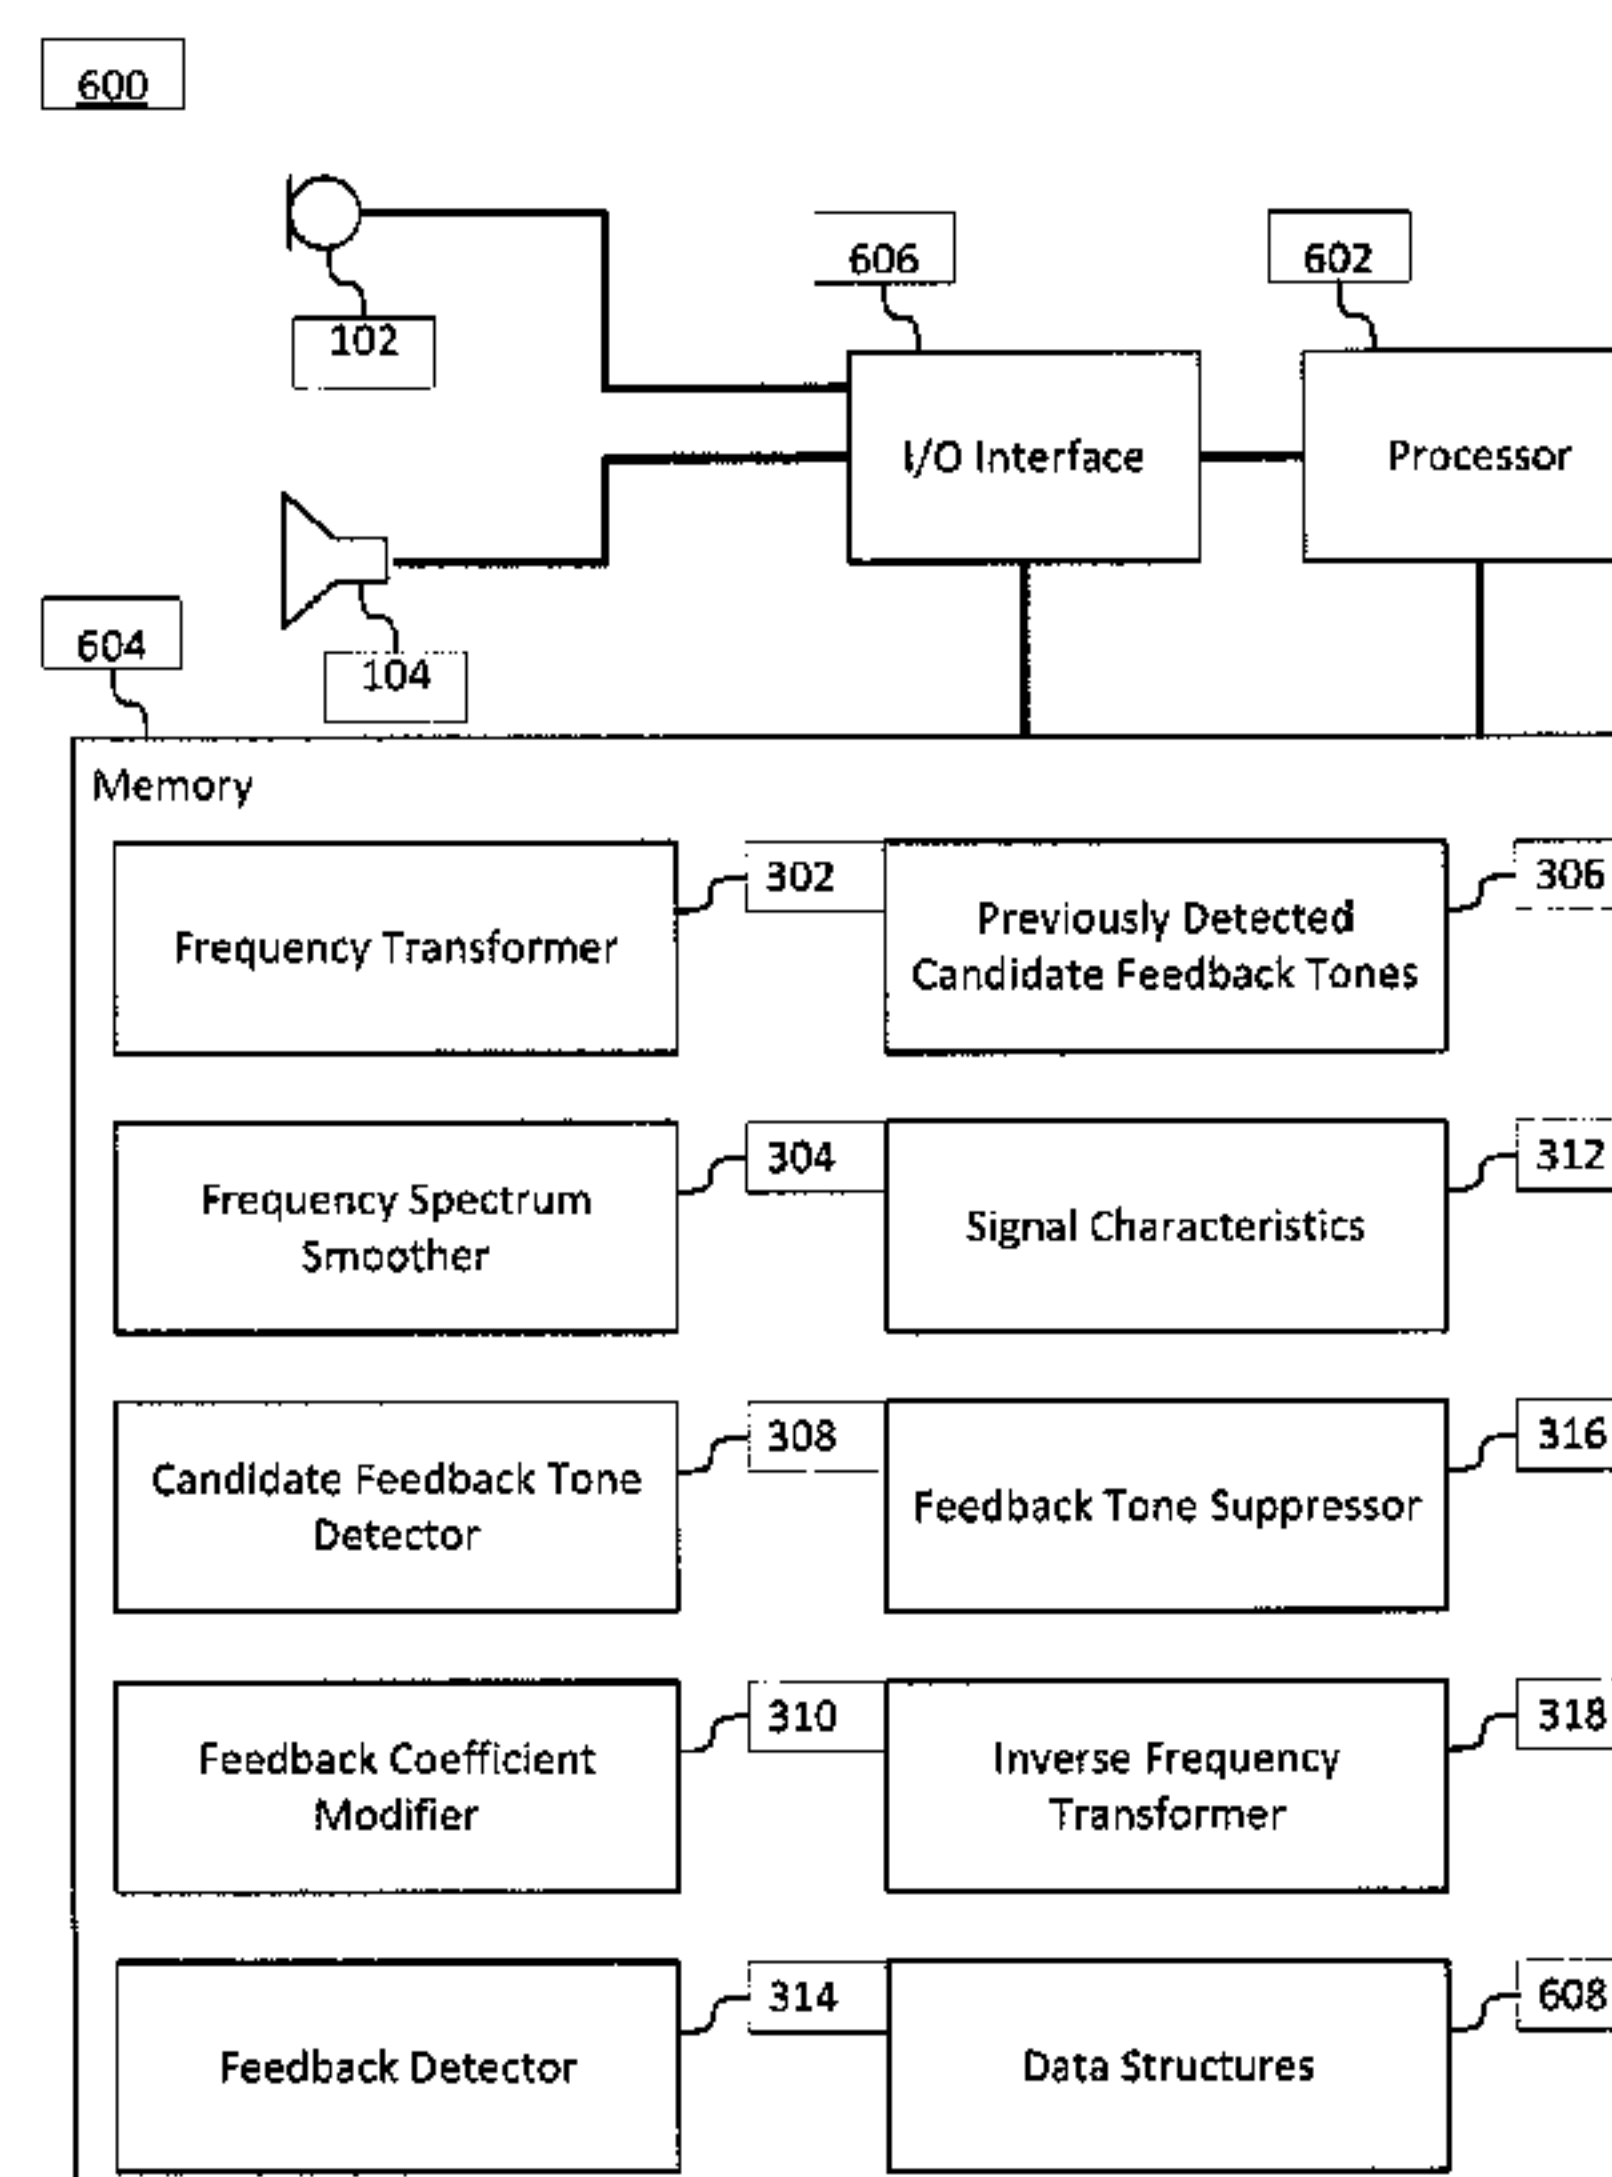 600
606
602
102
I/O Interface
Processor
604
104
Memory
302
306
Frequency Transformer
Previously Detected
Candidate Feedback Tones
304
312
Frequency Spectrum
Smoother
Signal Characteristics
308
316
Candidate Feedback Tone
Detector
Feedback Tone Suppressor
310
318
Feedback Coefficient
Modifier
Inverse Frequency
Transformer
314
608
Feedback Detector
Data Structures